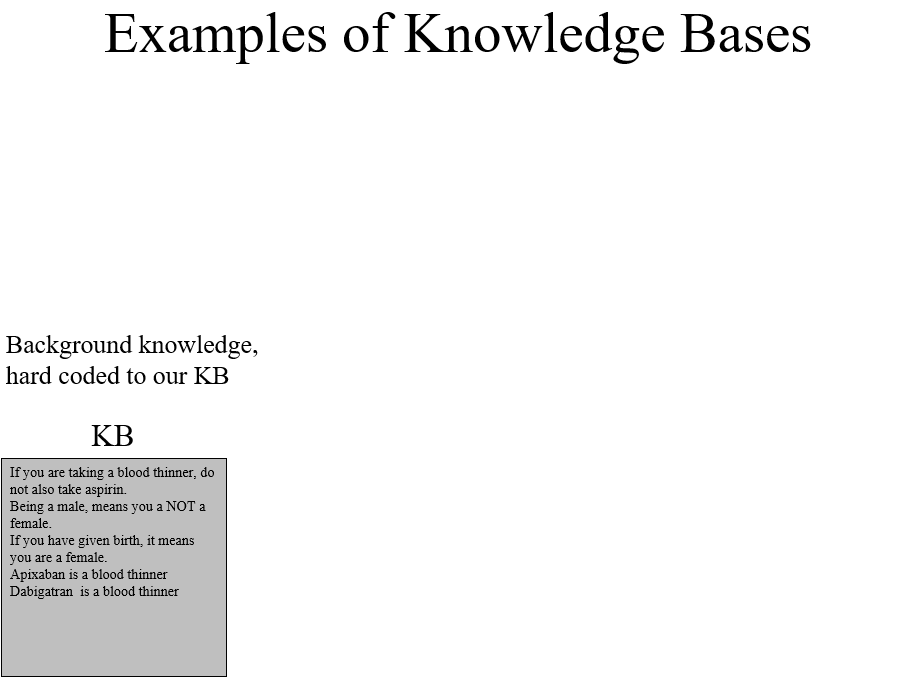 Examples of Knowledge Bases
Background knowledge,
hard coded to our KB
KB
If you are taking a blood thinner, do
not also take aspirin.
Being a male, means you a NOT a
female.
If you have given birth, it means
you are a female.
Apixaban is a blood thinner
Dabigatran  is a blood thinner